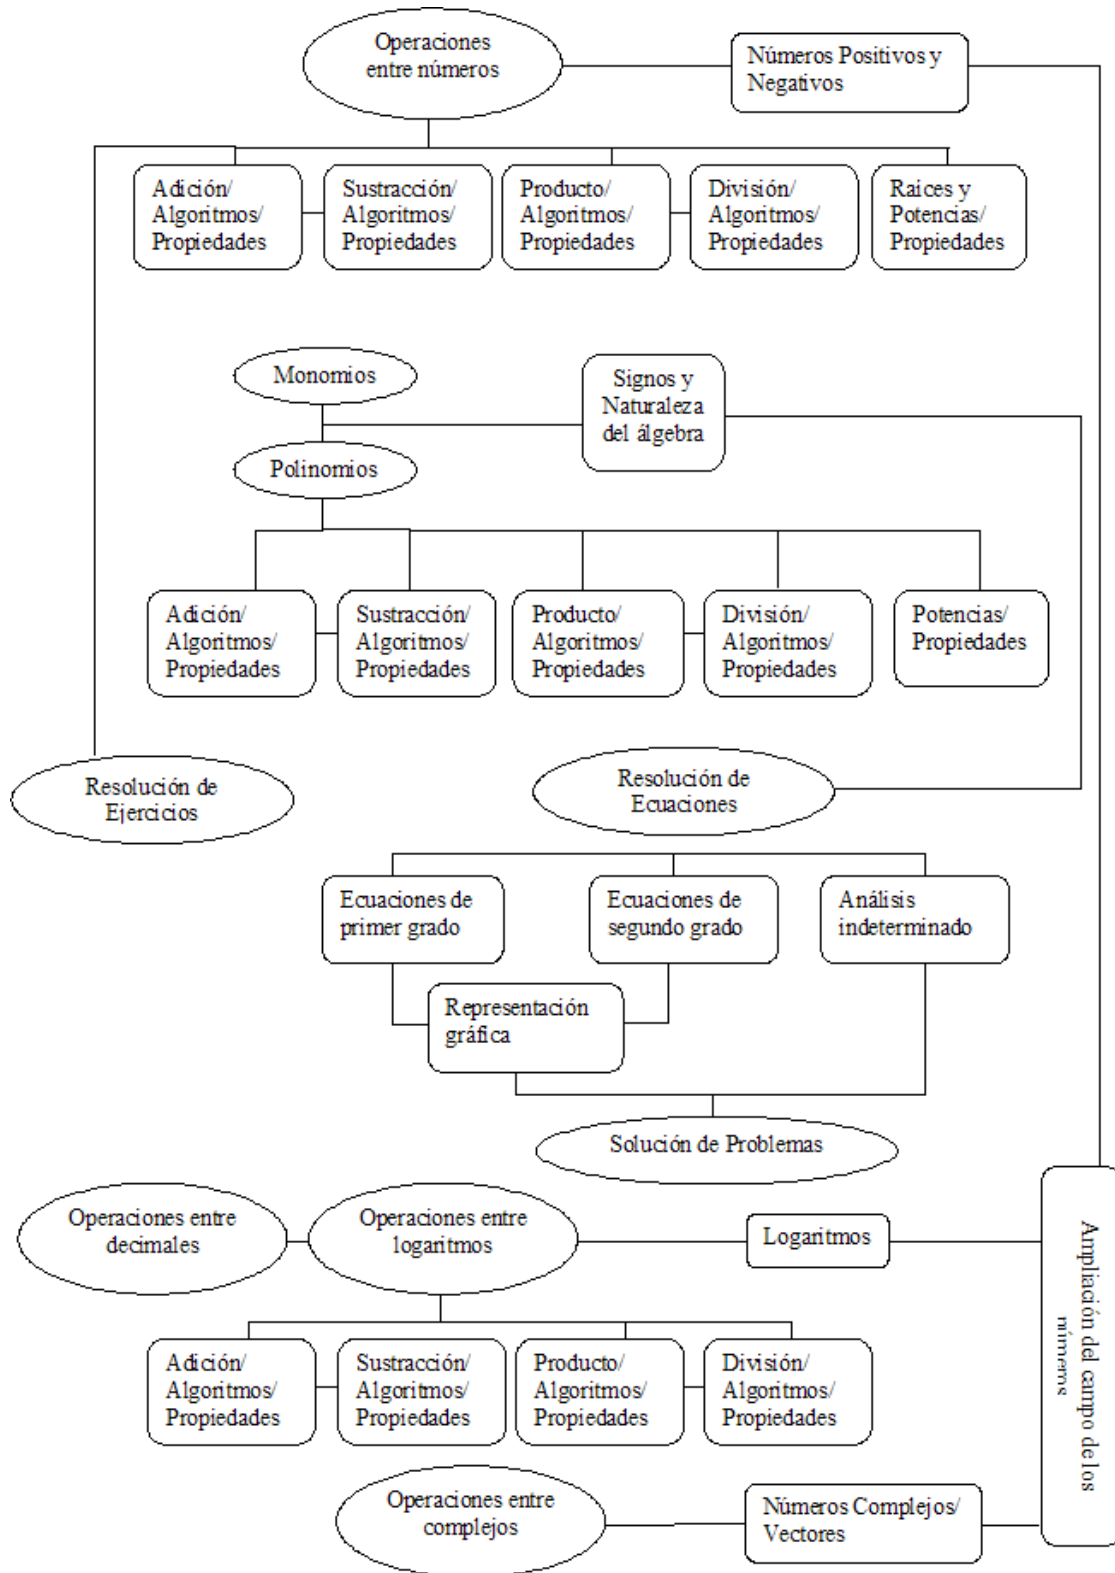 Operaciones
entre números
Números Positivos y
Negativos
Adición/
Algoritmos/
Propiedades
Sustracción/
Algoritmos/
Propiedades
Producto/
Algoritmos/
Propiedades
División/
Algoritmos/
Propiedades
Raices y
Potencias/
Propiedades
Monomios
Signos y
Naturaleza
del álgebra
Polinomios
Adición/
Algoritmos/
Propiedades
Sustracción/
Algoritmos/
Propiedades
Producto/
Algoritmos/
Propiedades
División/
Algoritmos/
Propiedades
Potencias/
Propiedades
Resolución de
Ejercicios
Resolución de
Ecuaciones
Ecuaciones de
primer grado
Ecuaciones de
segundo grado
Análisis
indeterminado
Representación
gráfica
Solución de Problemas
Operaciones entre
decimales
Operaciones entre
logaritmos
Logaritmos
Ampliación del campo de los
números
Adición/
Algoritmos/
Propiedades
Sustracción/
Algoritmos/
Propiedades
Producto/
Algoritmos/
Propiedades
División/
Algoritmos/
Propiedades
Operaciones entre
complejos
Números Complejos/
Vectores